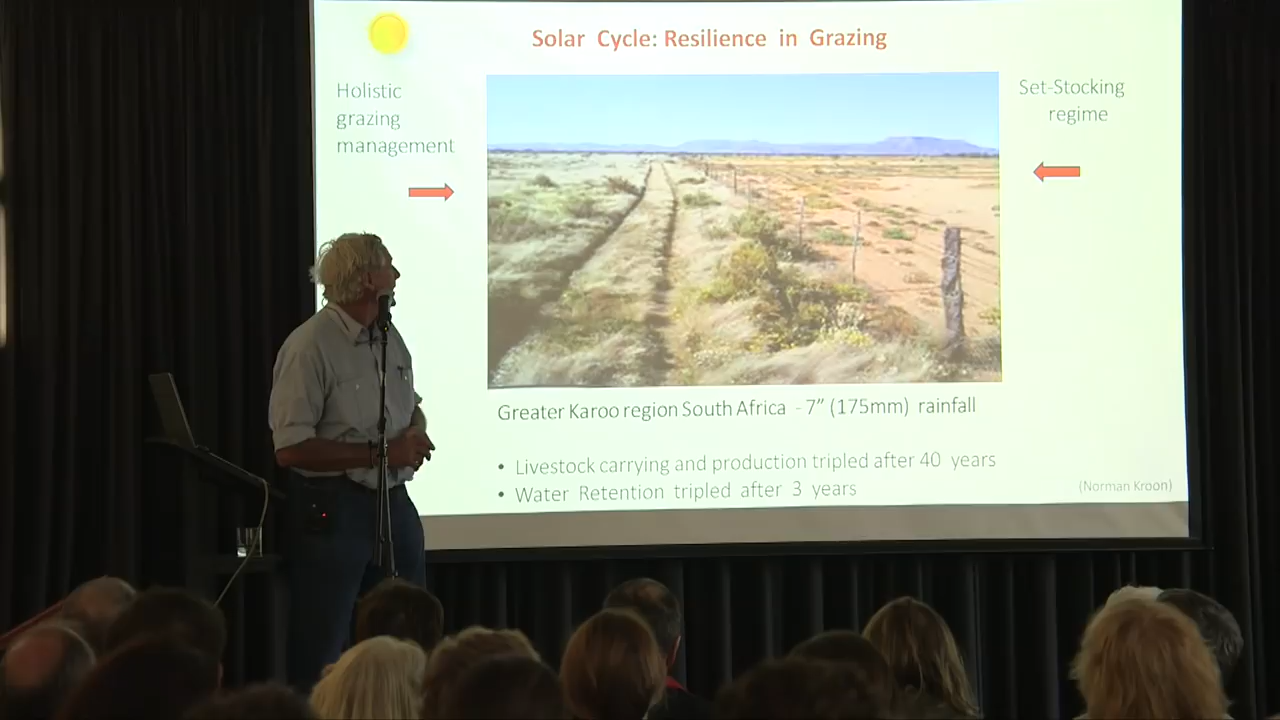 Solar Cycle: Resilience in Grazing
Holistic
grazing
management
Set-Stocking
regime
Greater Karoo region South Africa - 7” (175mm) rainfall
• Livestock carrying and production tripled after 40 years
• Water Retention tripled after 3 years
(Norman Kroon)